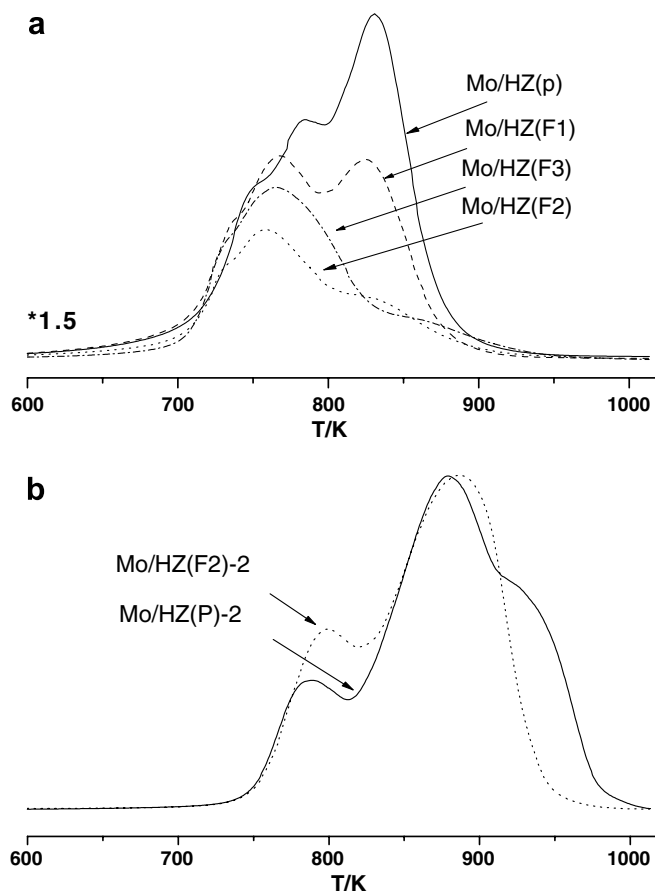 a
Mo/HZ(p)
Mo/HZ(F1)
Mo/HZ(F3)
Mo/HZ(F2)
*1.5
600 700 800 900 1000
T/K
b
Mo/HZ(F2)-2
Mo/HZ(P)-2
600 700 800 900 1000
T/K